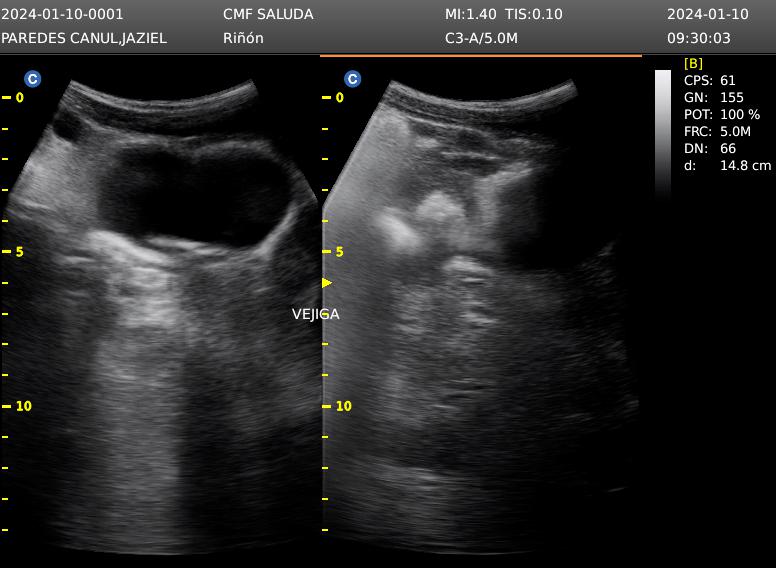 2024-01-10-0001 CMF SALUDA MI:1.40 TIS:0.10 2024-01-10
PAREDES CANUL,JAZIEL Riñón C3-A/5.0M 09:30:03
[B]
CPS: 61
GN: 155
POT: 100 %
FRC: 5.0M
DN: 66
d: 14.8 cm
C
0
5
10
C
0
5
10
VEJIGA